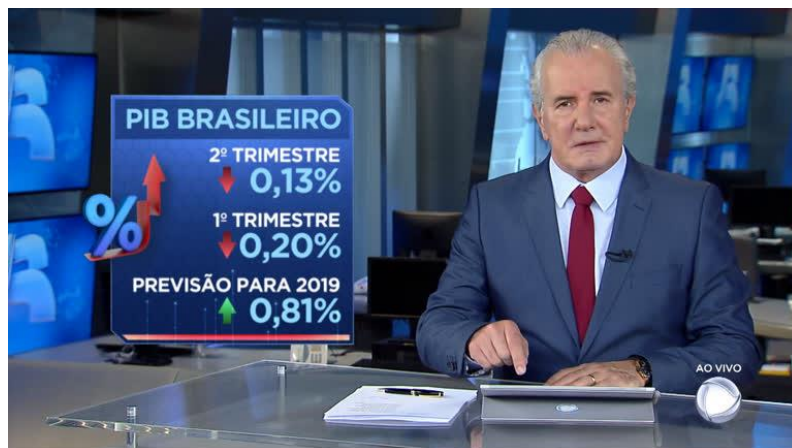 PIB BRASILEIRO
2º TRIMESTRE
0,13%
%
1º TRIMESTRE
0,20%
PREVISÃO PARA 2019
0,81%
AO VIVO